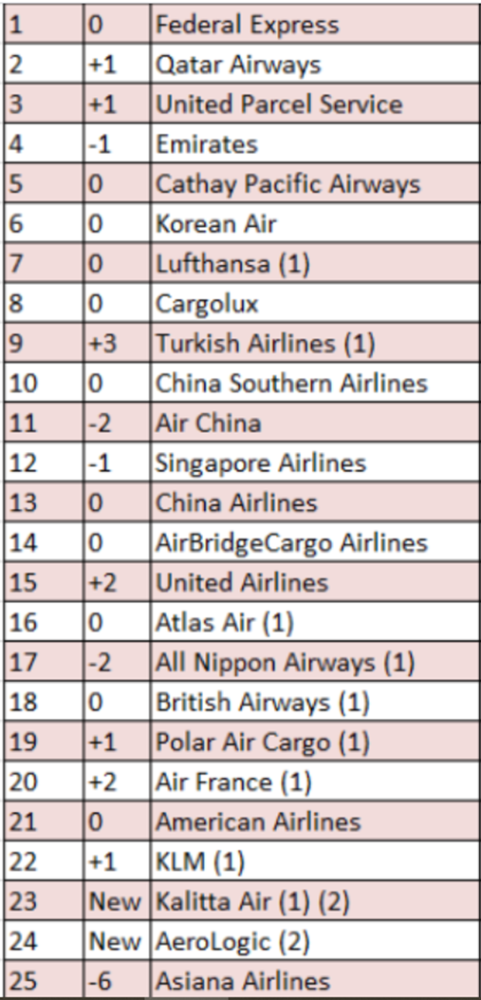 1 0 Federal Express
2 +1 Qatar Airways
3 +1 United Parcel Service
4 -1 Emirates
5 0 Cathay Pacific Airways
6 0 Korean Air
7 0 Lufthansa (1)
8 0 Cargolux
9 +3 Turkish Airlines (1)
10 0 China Southern Airlines
11 -2 Air China
12 -1 Singapore Airlines
13 0 China Airlines
14 0 AirBridgeCargo Airlines
15 +2 United Airlines
16 0 Atlas Air (1)
17 -2 All Nippon Airways (1)
18 0 British Airways (1)
19 +1 Polar Air Cargo (1)
20 +2 Air France (1)
21 0 American Airlines
22 +1 KLM (1)
23 New Kalitta Air (1) (2)
24 New AeroLogic (2)
25 -6 Asiana Airlines